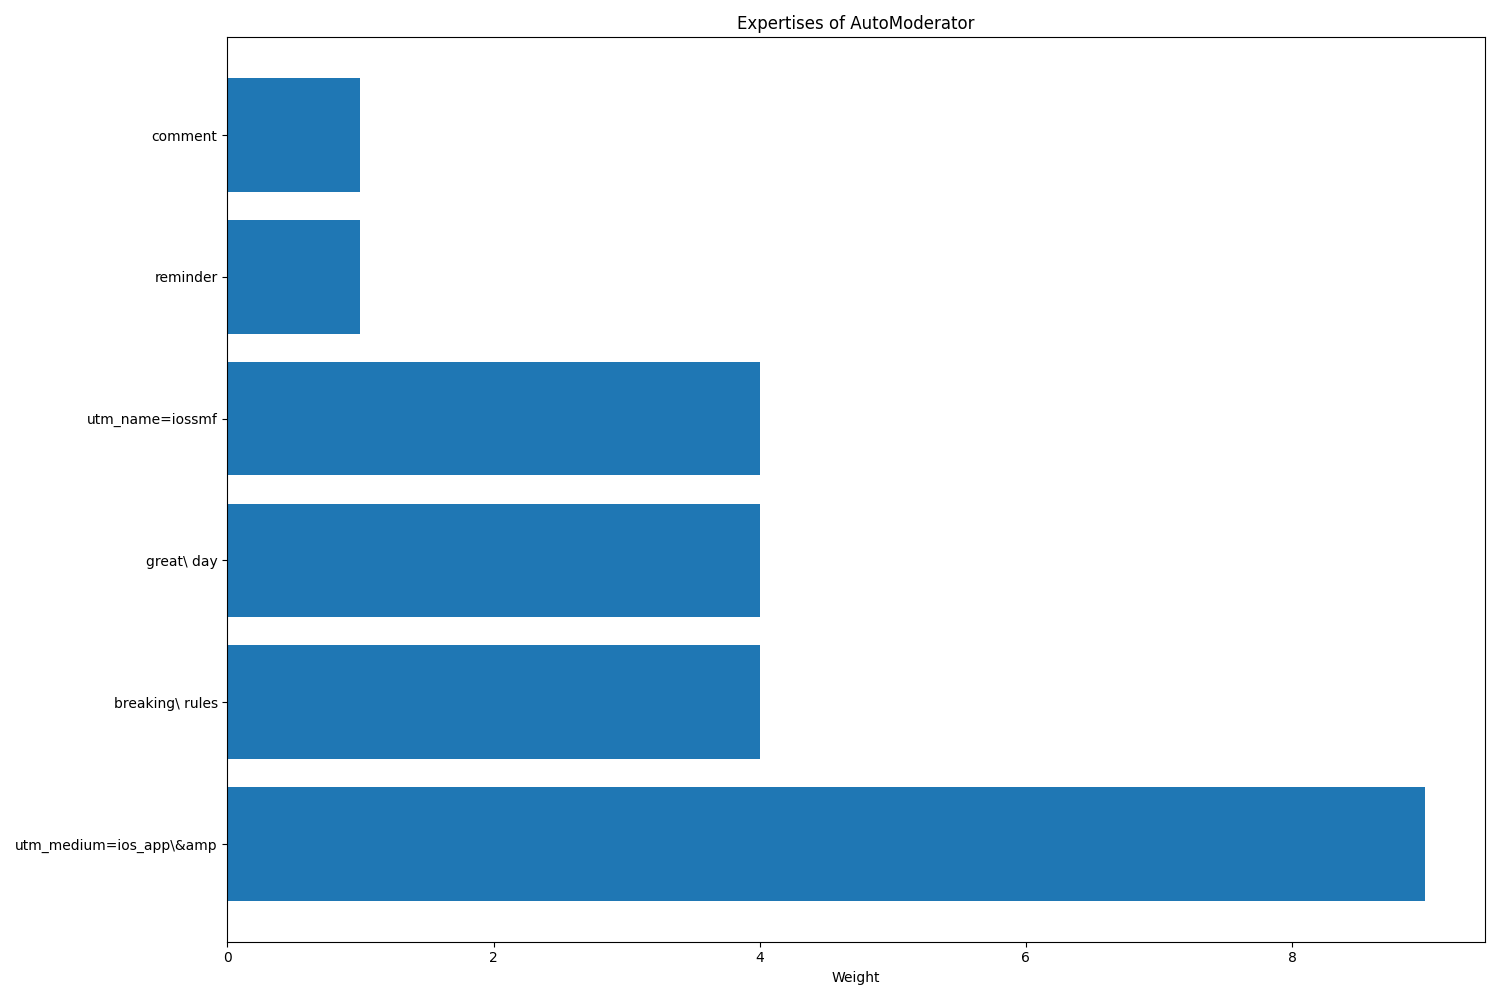 Expertises of AutoModerator
comment
reminder
utm_name=iossmf
great\ day
breaking\ rules
utm_medium=ios_app\&amp
0 2 4 6 8
Weight